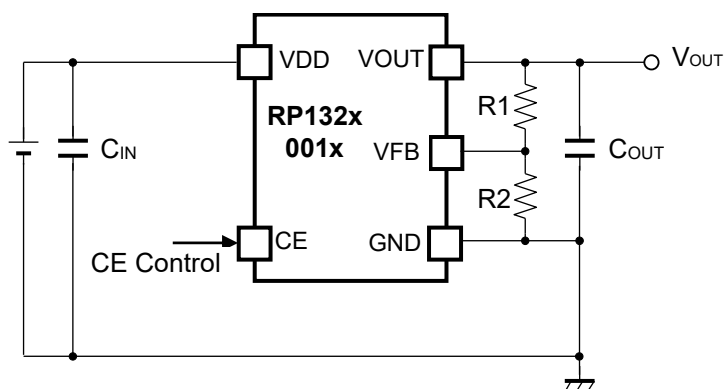 VDD
VOUT
VOUT
RP132x
001x
R1
CIN
VFB
COUT
R2
CE
GND
CE Control